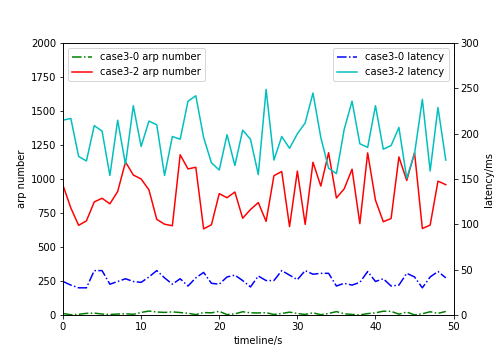 2000
1750
1500
1250
1000
750
500
250
0
arp number
case3-0 arp number
case3-2 arp number
case3-0 latency
case3-2 latency
300
250
200
150
100
50
0
latency/ms
0 10 20 30 40 50
timeline/s